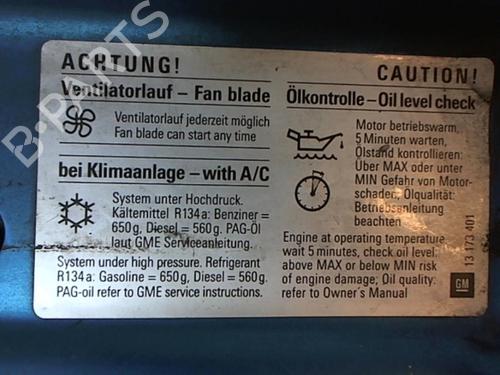 ACHTUNG!
CAUTION!
Ventilatorlauf – Fan blade
Ventilatorlauf jederzeit möglich
Fan blade can start any time
bei Klimaanlage – with A/C
System unter Hochdruck.
Kältemittel R134a: Benziner =
650g, Diesel = 560g. PAG-Öl
laut GME Serviceanleitung.
System under high pressure. Refrigerant
R134a: Gasoline = 650g, Diesel = 560g.
PAG-oil refer to GME service instructions.
Ölkontrolle – Oil level check
Motor betriebswarm,
5 Minuten warten,
Ölstand kontrollieren:
Über MAX oder unter
MIN Gefahr von Motor-
schaden; Ölqualität:
Betriebsanleitung
beachten
Engine at operating temperature,
wait 5 minutes, check oil level:
above MAX or below MIN risk
of engine damage; Oil quality:
refer to Owner's Manual
13 173 401
GM
B-PARTS